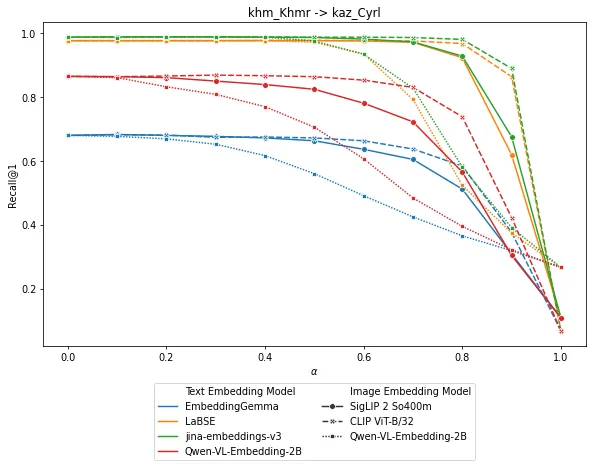 khm_Khmr -> kaz_Cyrl
1.0
0.8
0.6
0.4
0.2
Recall@1
0.0 0.2 0.4 0.6 0.8 1.0
α
Text Embedding Model Image Embedding Model
EmbeddingGemma SigLIP 2 So400m
LaBSE CLIP ViT-B/32
jina-embeddings-v3 Qwen-VL-Embedding-2B
Qwen-VL-Embedding-2B